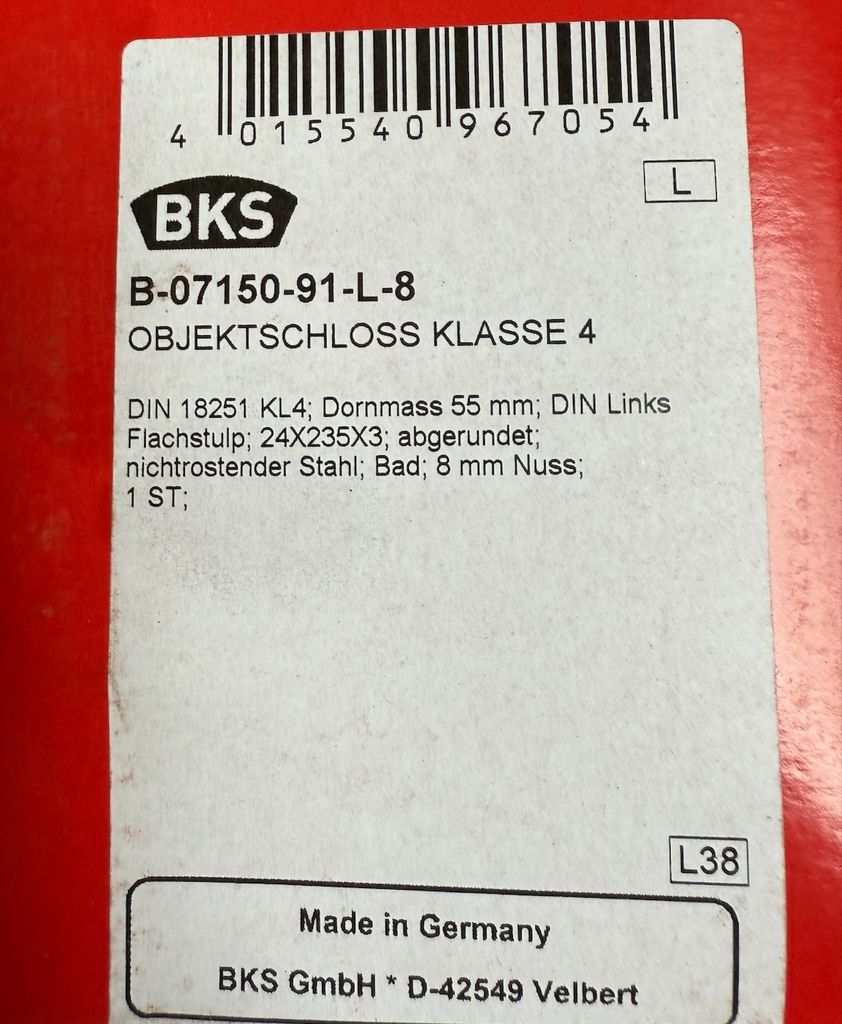 4 015540 967054
L
BKS
B-07150-91-L-8
OBJEKTSCHLOSS KLASSE 4
DIN 18251 KL4; Dornmass 55 mm; DIN Links
Flachstulp; 24X235X3; abgerundet;
nichtrostender Stahl; Bad; 8 mm Nuss;
1 ST;
L38
Made in Germany
BKS GmbH * D-42549 Velbert